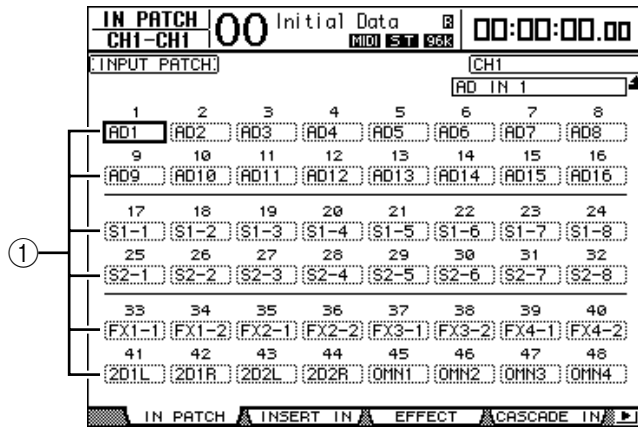 IN PATCH 00 Initial Data R 00:00:00.00
CH1-CH1 MIDI ST 96k
INPUT PATCH CH1
AD IN 1
1 2 3 4 5 6 7 8
AD1 AD2 AD3 AD4 AD5 AD6 AD7 AD8
9 10 11 12 13 14 15 16
AD9 AD10 AD11 AD12 AD13 AD14 AD15 AD16
17 18 19 20 21 22 23 24
S1-1 S1-2 S1-3 S1-4 S1-5 S1-6 S1-7 S1-8
1
25 26 27 28 29 30 31 32
S2-1 S2-2 S2-3 S2-4 S2-5 S2-6 S2-7 S2-8
33 34 35 36 37 38 39 40
FX1-1 FX1-2 FX2-1 FX2-2 FX3-1 FX3-2 FX4-1 FX4-2
41 42 43 44 45 46 47 48
2D1L 2D1R 2D2L 2D2R OMN1 OMN2 OMN3 OMN4
IN PATCH INSERT IN EFFECT CASCADE IN